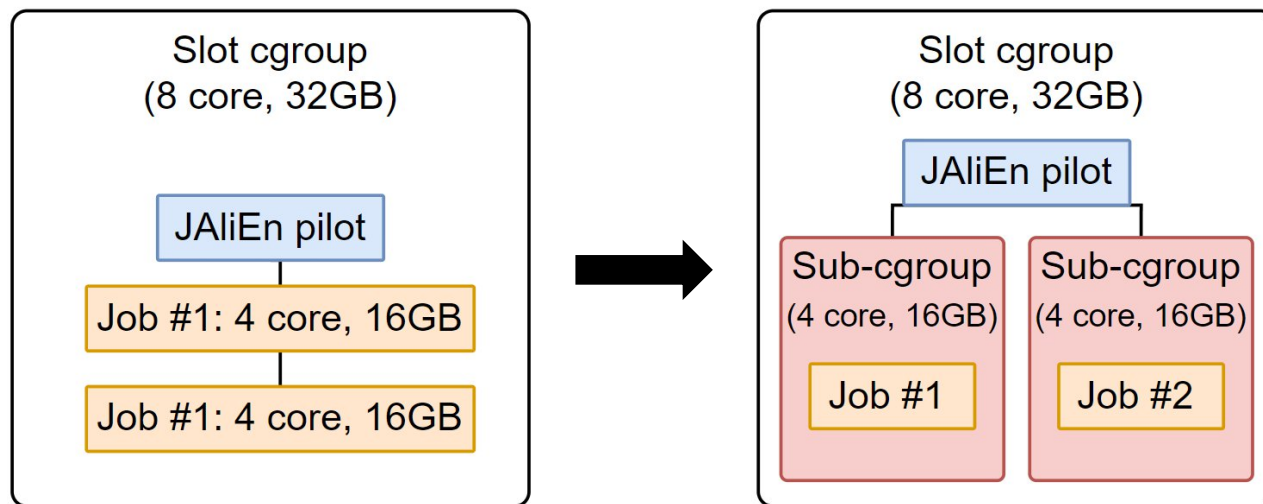 Slot cgroup
(8 core, 32GB)
JAliEn pilot
Job #1: 4 core, 16GB
Job #1: 4 core, 16GB
Slot cgroup
(8 core, 32GB)
JAliEn pilot
Sub-cgroup
(4 core, 16GB)
Job #1
Sub-cgroup
(4 core, 16GB)
Job #2